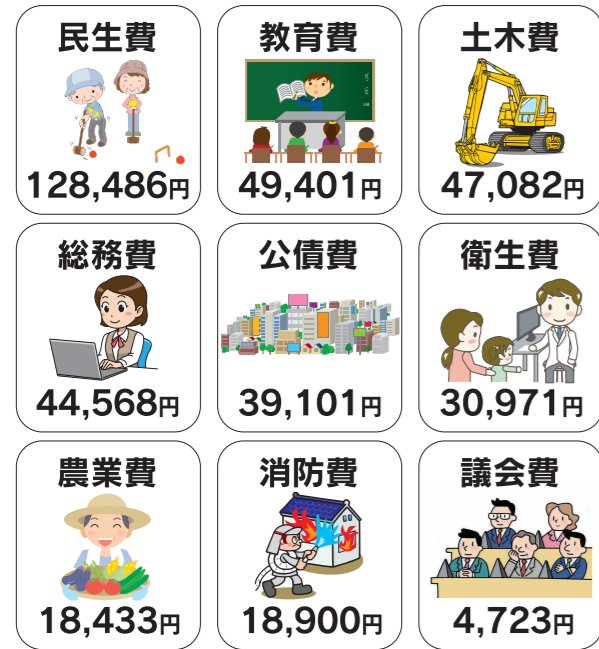 民生費
128,486円
教育費
49,401円
土木費
47,082円
総務費
44,568円
公債費
39,101円
衛生費
30,971円
農業費
18,433円
消防費
18,900円
議会費
4,723円